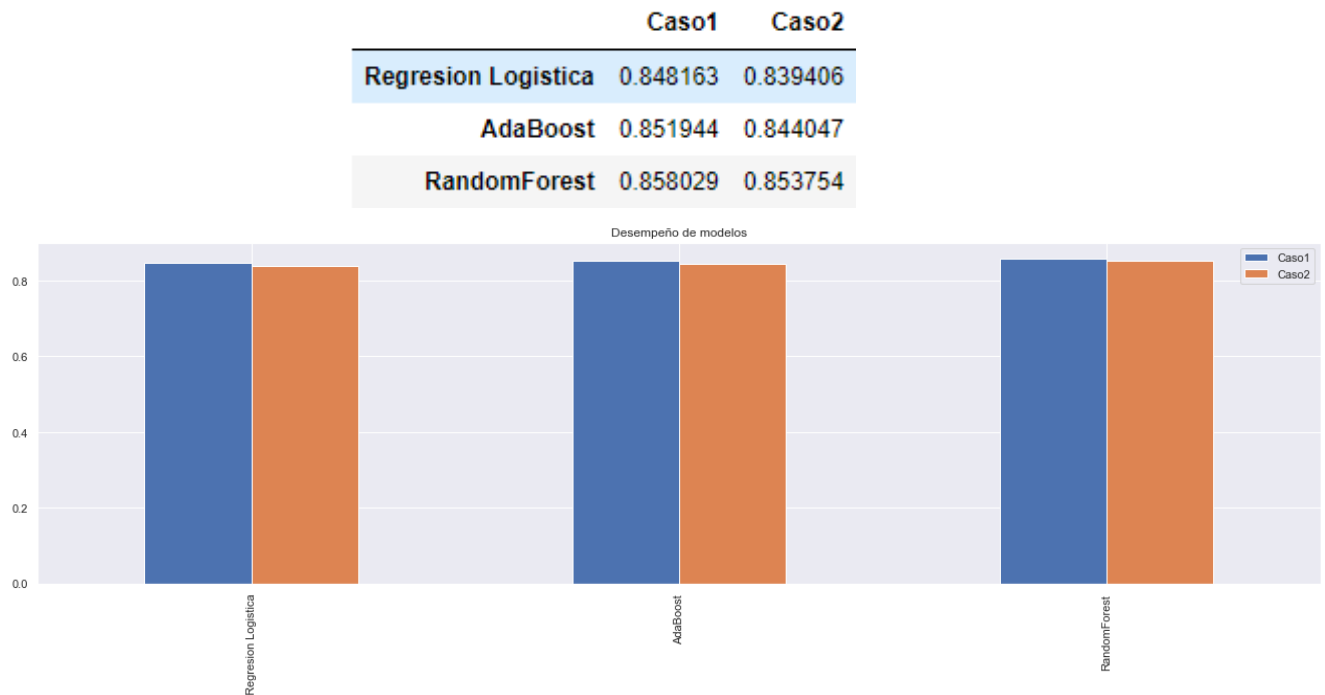 Caso1 Caso2
Regresion Logistica 0.848163 0.839406
AdaBoost 0.851944 0.844047
RandomForest 0.858029 0.853754
Desempeño de modelos
Caso1
Caso2
0.8
0.6
0.4
0.2
0.0
Regresion Logistica
AdaBoost
RandomForest